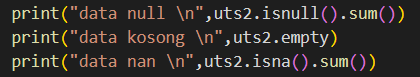 print("data null \n",uts2.isnull().sum())
print("data kosong \n",uts2.empty)
print("data nan \n",uts2.isna().sum())